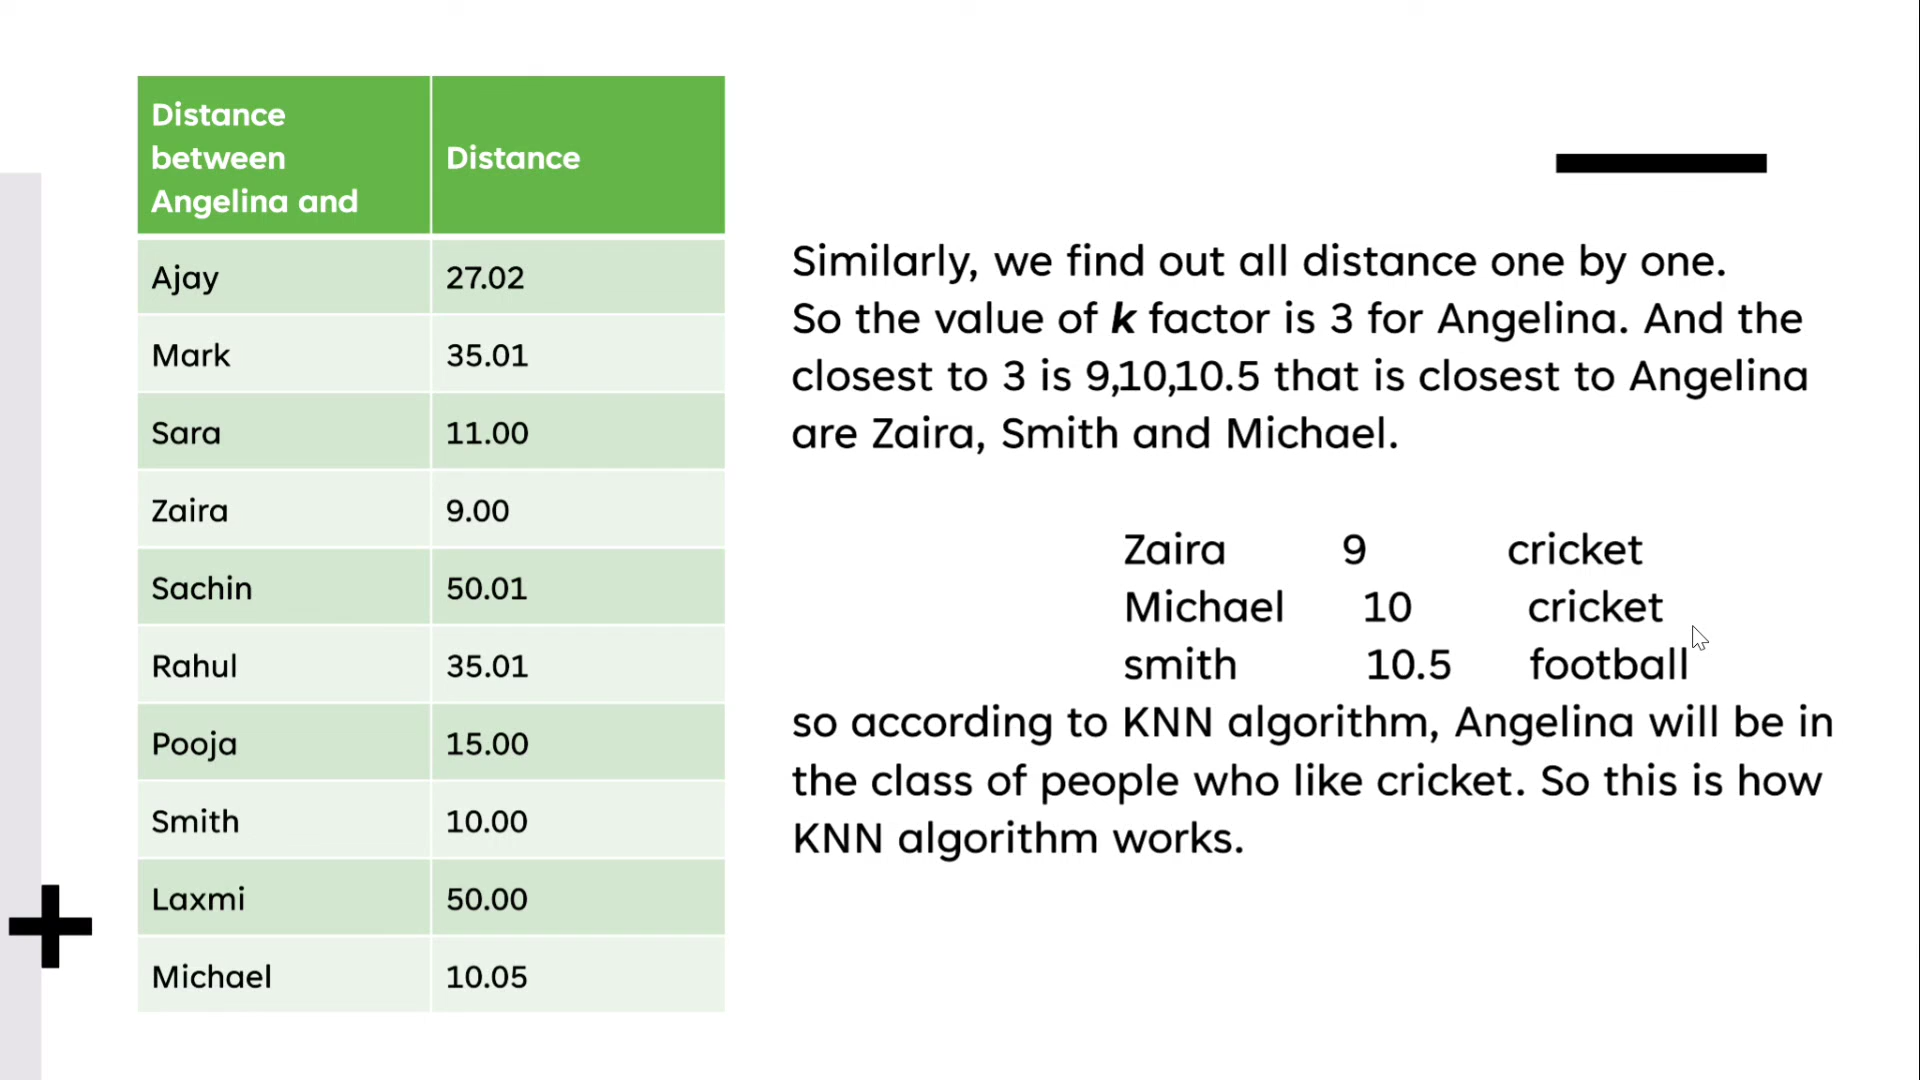 Distance
between
Angelina and
Distance
Ajay 27.02
Mark 35.01
Sara 11.00
Zaira 9.00
Sachin 50.01
Rahul 35.01
Pooja 15.00
Smith 10.00
Laxmi 50.00
Michael 10.05
Similarly, we find out all distance one by one.
So the value of k factor is 3 for Angelina. And the
closest to 3 is 9,10,10.5 that is closest to Angelina
are Zaira, Smith and Michael.
Zaira 9 cricket
Michael 10 cricket
smith 10.5 football
so according to KNN algorithm, Angelina will be in
the class of people who like cricket. So this is how
KNN algorithm works.